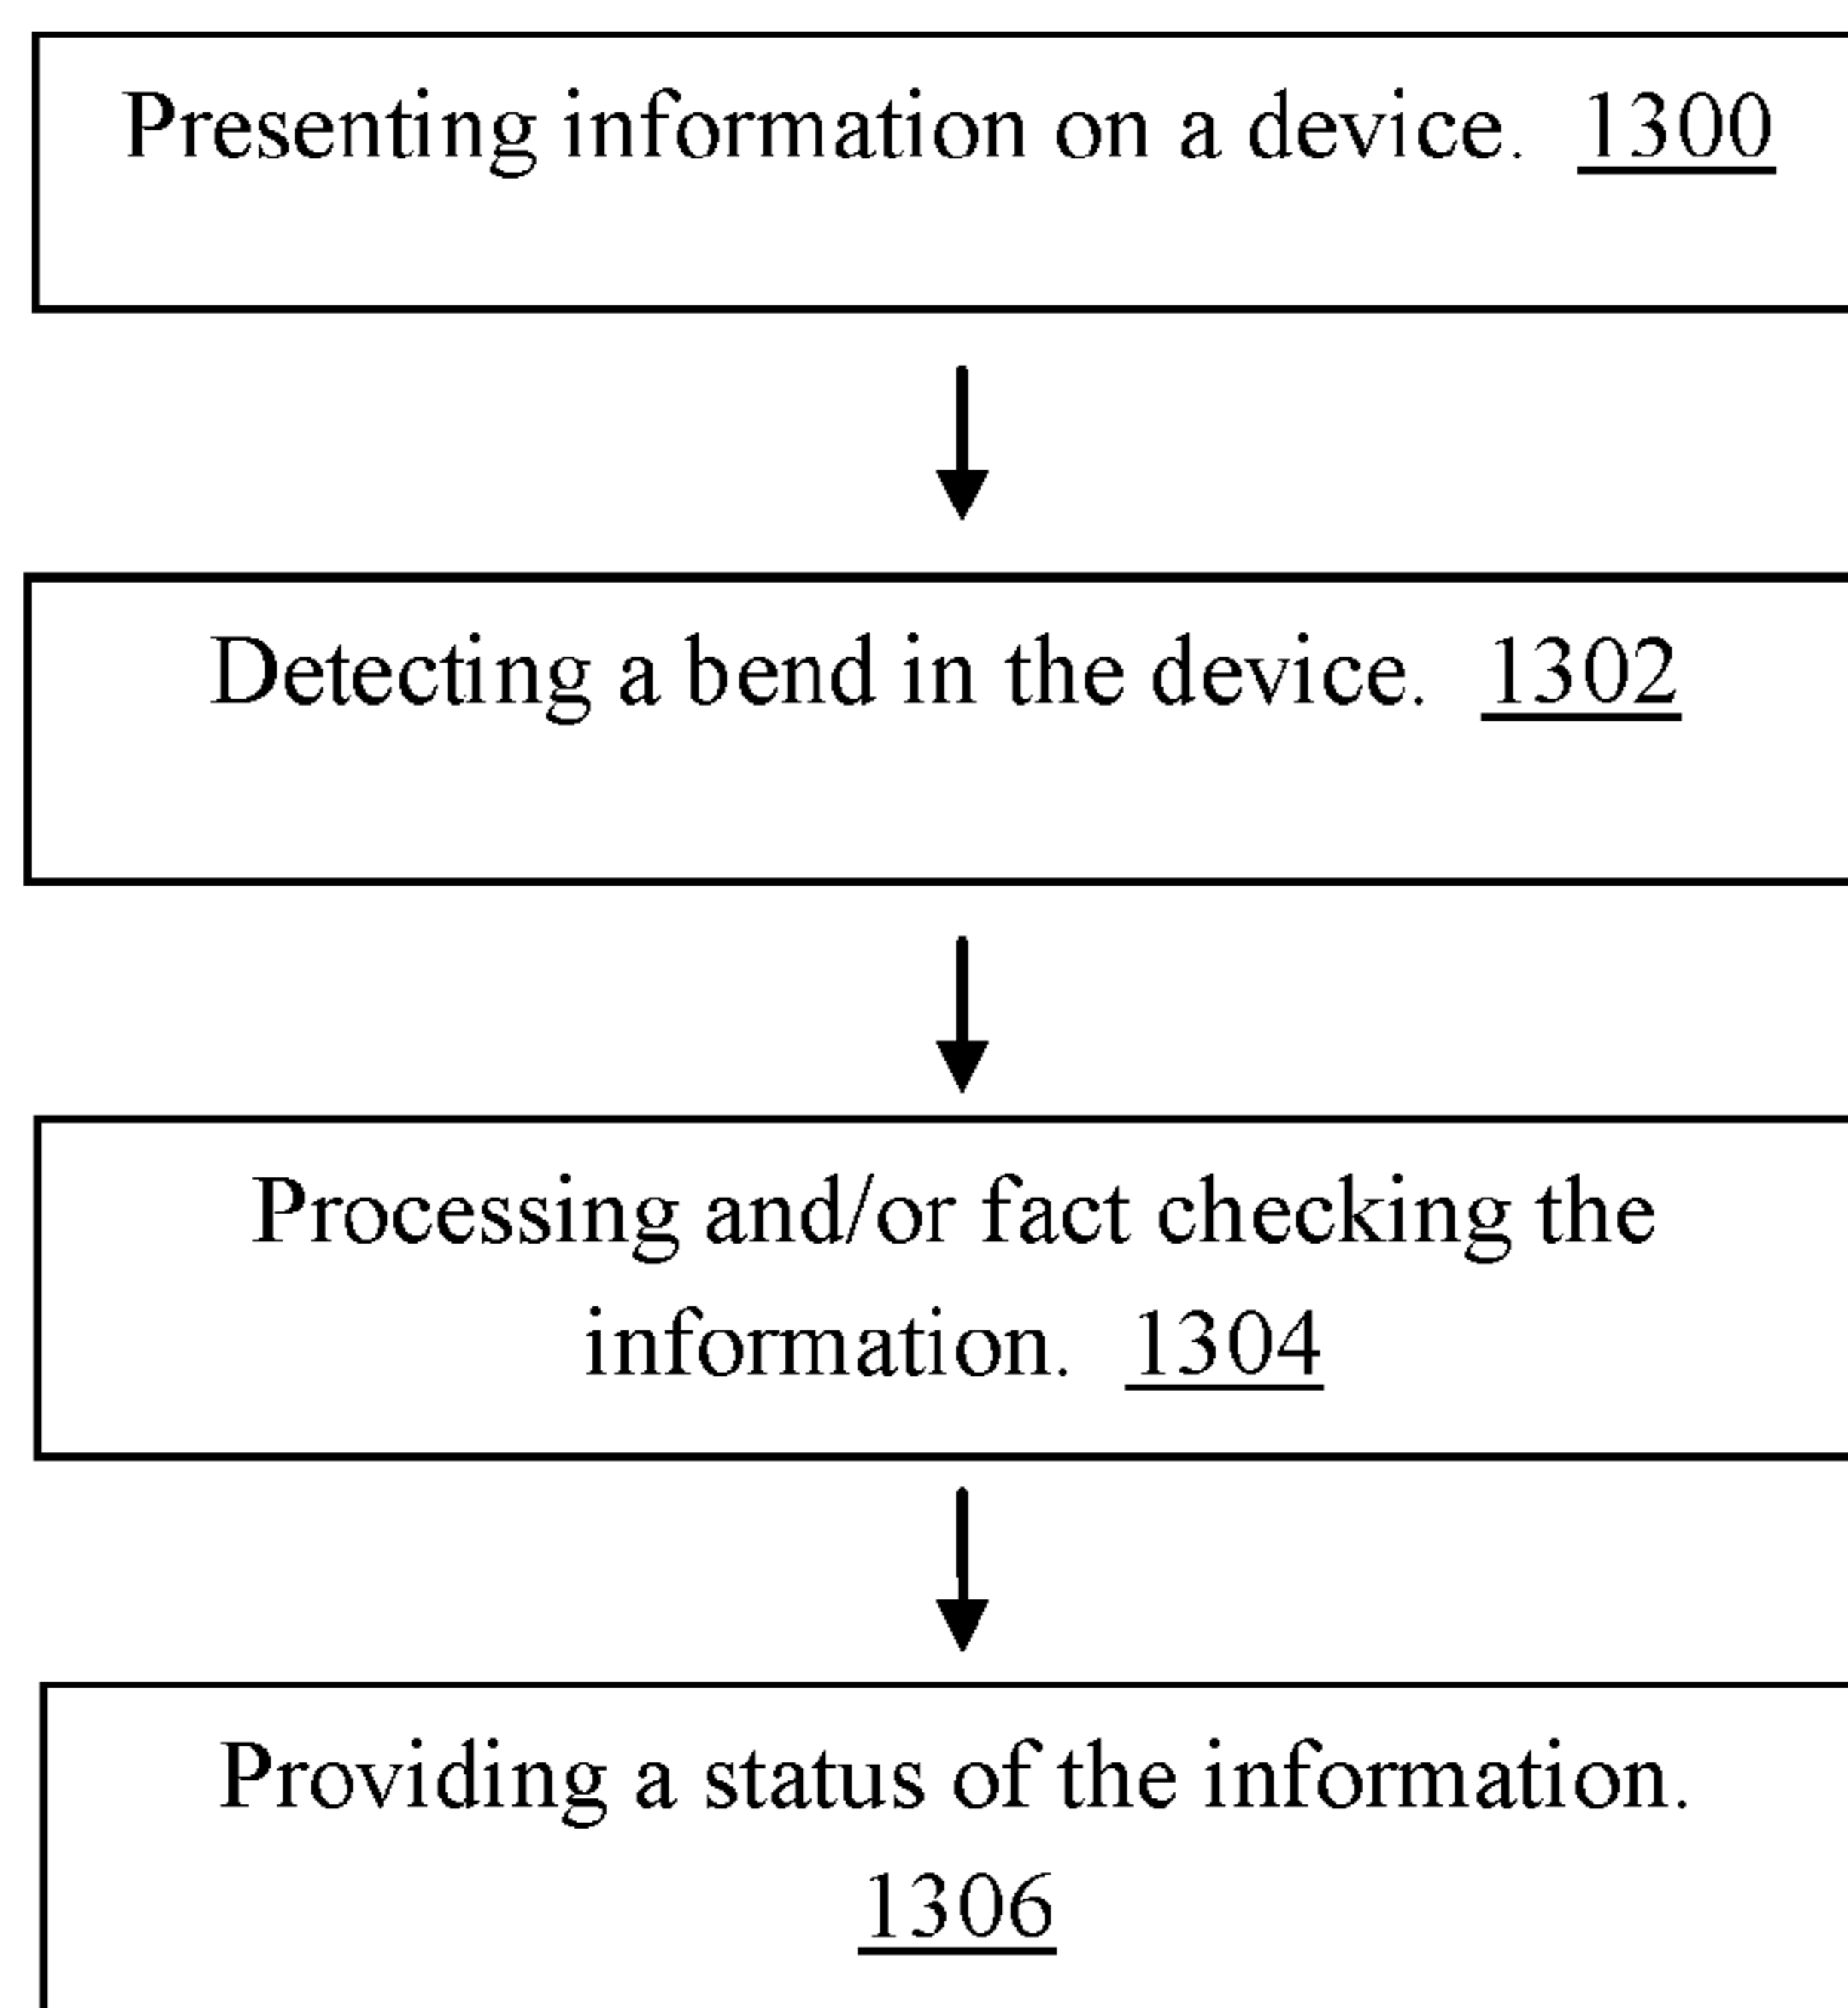 Presenting information on a device. 1300
Detecting a bend in the device. 1302
Processing and/or fact checking the
information. 1304
Providing a status of the information.
1306